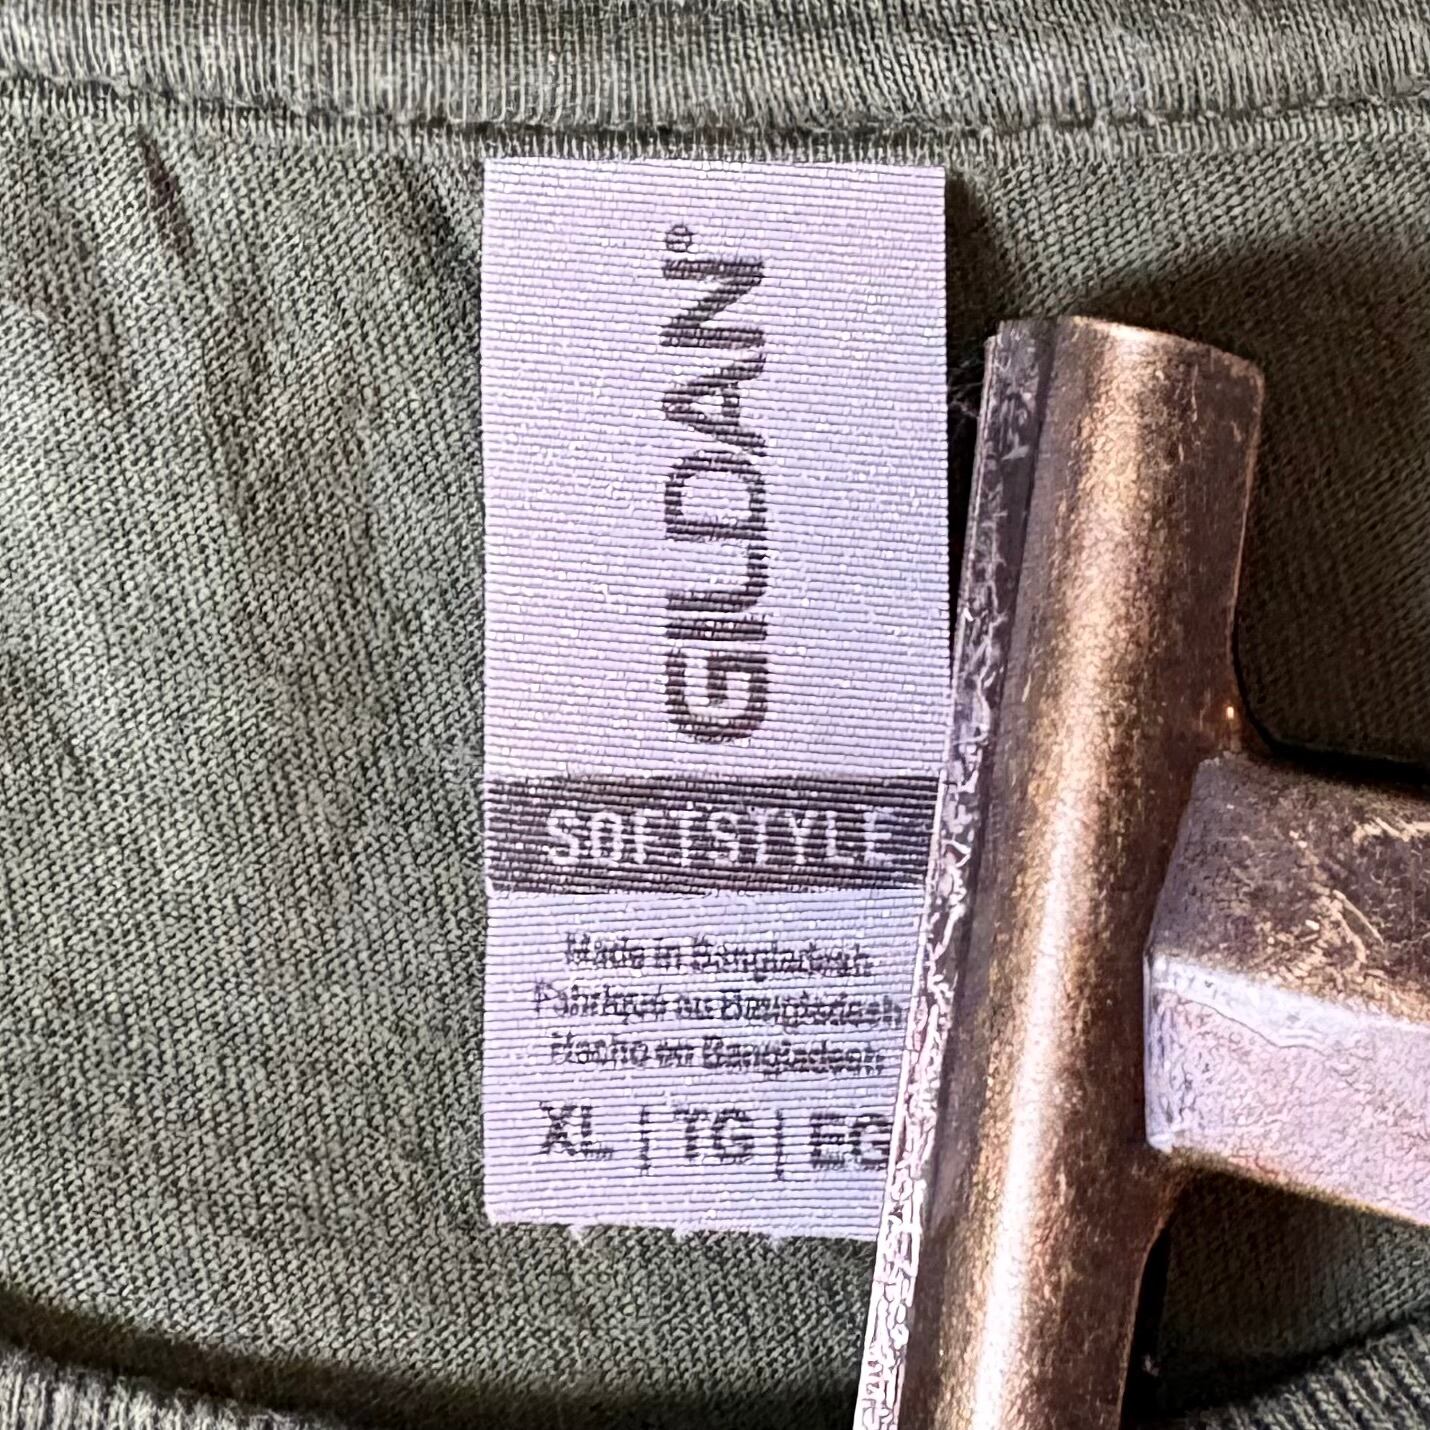 GILDAN®
SOFTSTYLE
Made in Bangladesh
Fabriqué au Bangladesh
Hecho en Bangladesh
XL | TG | EG